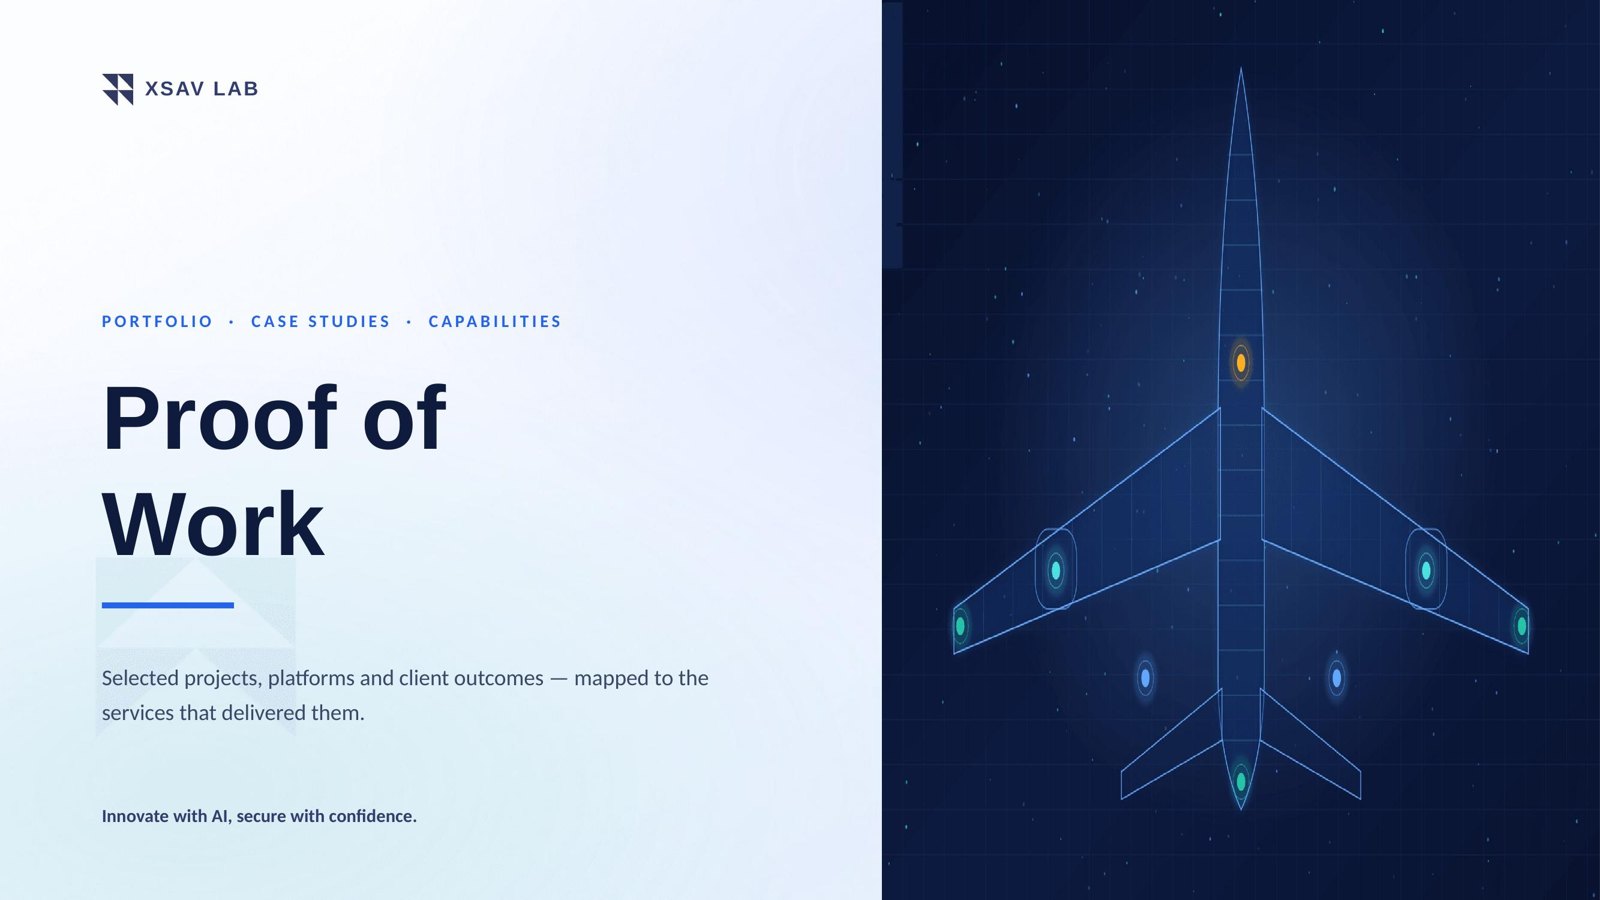 XSAV LAB
PORTFOLIO · CASE STUDIES · CAPABILITIES
Proof of
Work
Selected projects, platforms and client outcomes — mapped to the
services that delivered them.
Innovate with AI, secure with confidence.